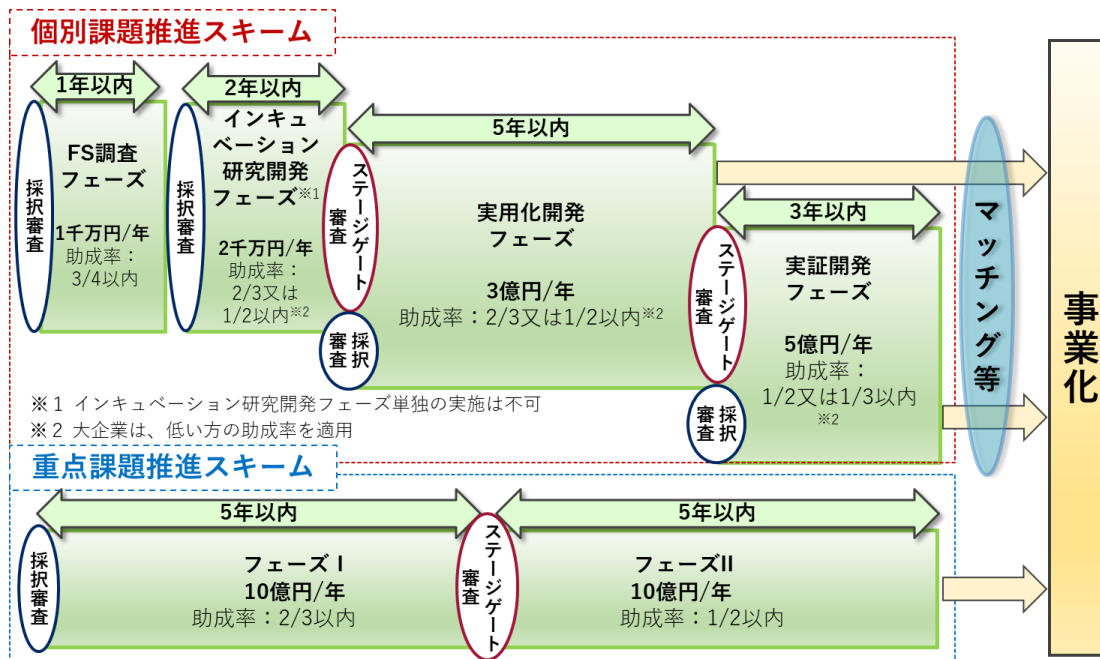 個別課題推進スキーム
1年以内
採択審査
FS調査
フェーズ
1千万円/年
助成率：
3/4以内
2年以内
採択審査
インキュ
ベーション
研究開発
フェーズ※1
2千万円/年
助成率：
2/3又は
1/2以内※2
5年以内
ステージゲート
審査
採択
審査
実用化開発
フェーズ
3億円/年
助成率：2/3又は1/2以内※2
3年以内
ステージゲート
審査
採択
審査
実証開発
フェーズ
5億円/年
助成率：
1/2又は1/3以内
※2
マッチング等
事業化
※１ インキュベーション研究開発フェーズ単独の実施は不可
※２ 大企業は、低い方の助成率を適用
重点課題推進スキーム
5年以内
採択審査
フェーズⅠ
10億円/年
助成率：2/3以内
ステージゲート
審査
5年以内
フェーズII
10億円/年
助成率：1/2以内